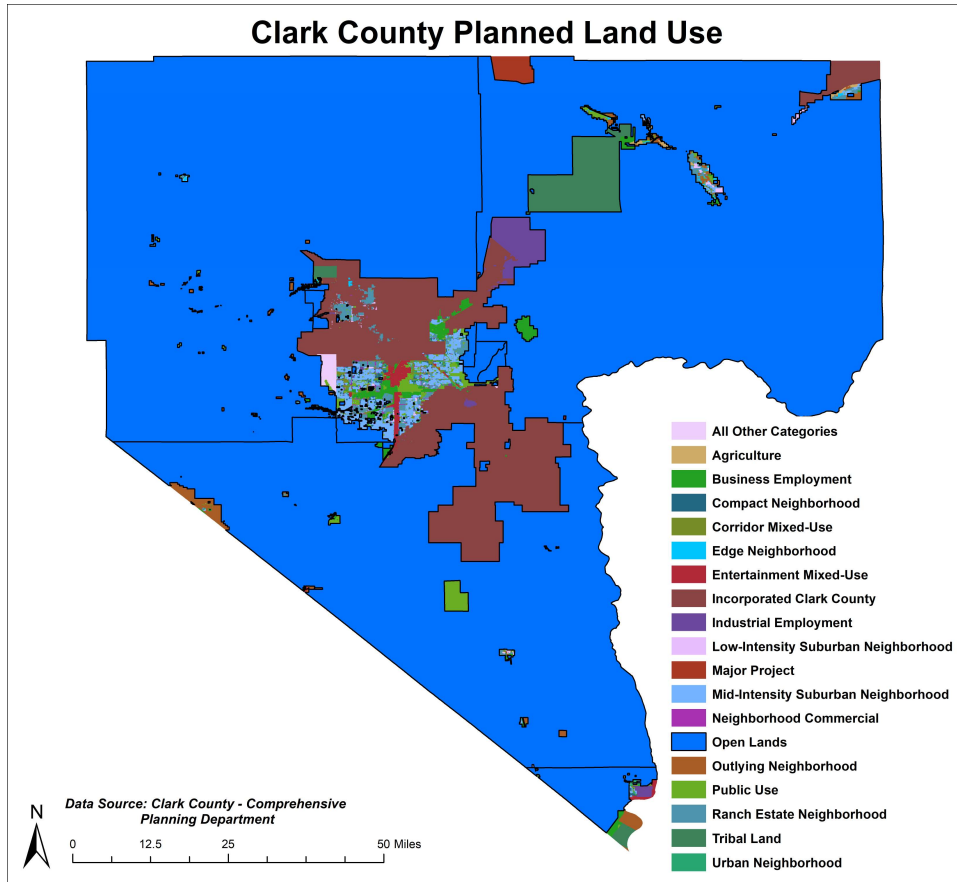 Clark County Planned Land Use
All Other Categories
Agriculture
Business Employment
Compact Neighborhood
Corridor Mixed-Use
Edge Neighborhood
Entertainment Mixed-Use
Incorporated Clark County
Industrial Employment
Low-Intensity Suburban Neighborhood
Major Project
Mid-Intensity Suburban Neighborhood
Neighborhood Commercial
Open Lands
Outlying Neighborhood
Public Use
Ranch Estate Neighborhood
Tribal Land
Urban Neighborhood
N
Data Source: Clark County - Comprehensive
Planning Department
0 12.5 25 50 Miles